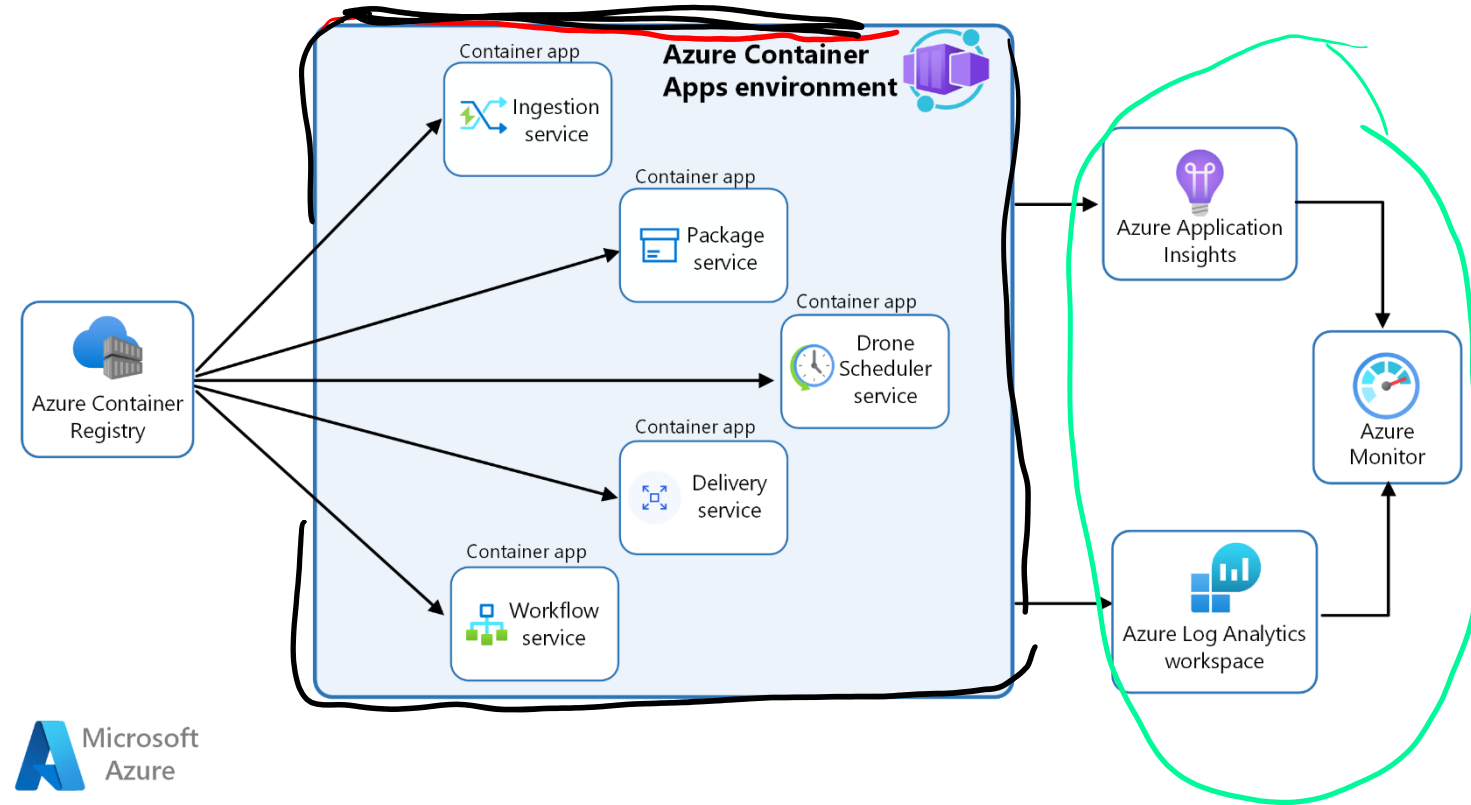 Container app
Ingestion
service
Azure Container
Apps environment
Container app
Package
service
Container app
Drone
Scheduler
service
Container app
Delivery
service
Container app
Workflow
service
Azure Container
Registry
Azure Application
Insights
Azure
Monitor
Azure Log Analytics
workspace
Microsoft
Azure